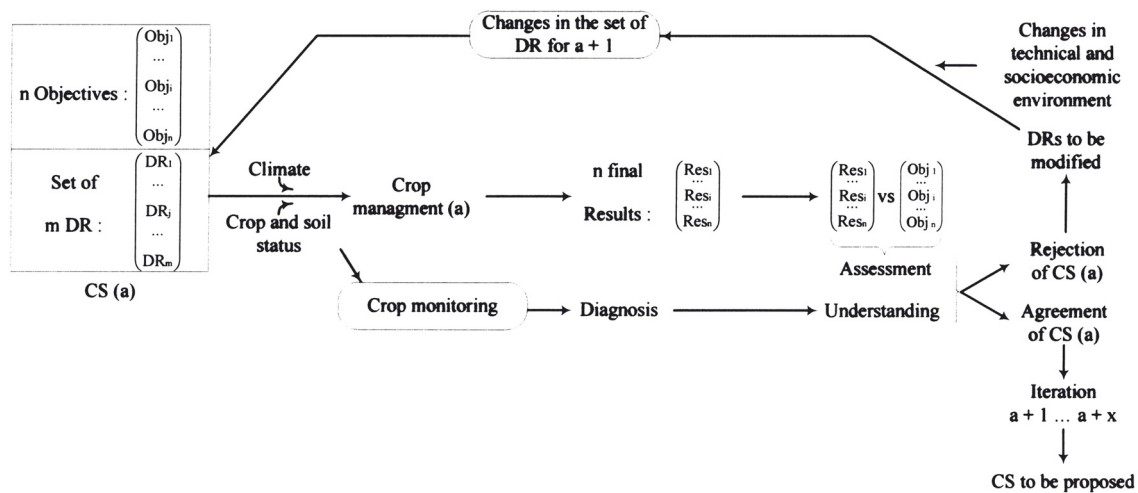 Changes in the set of
DR for a + 1
Changes in
technical and
socioeconomic
environment
n Objectives :
Obj1
...
Obji
...
Objn
Set of
m DR :
DR1
...
DRj
...
DRm
CS (a)
Climate
Crop and soil
status
Crop
managment (a)
n final
Results :
Res1
...
Resi
...
Resn
Res1
...
Resi
...
Resn
vs
Obj 1
...
Obj i
...
Obj n
Assessment
DRs to be
modified
Rejection
of CS (a)
Crop monitoring
Diagnosis
Understanding
Agreement
of CS (a)
Iteration
a + 1 ... a + x
CS to be proposed